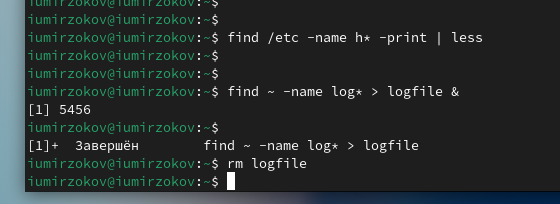 iumirzokov@iumirzokov:~$
iumirzokov@iumirzokov:~$
iumirzokov@iumirzokov:~$ find /etc -name h* -print | less
iumirzokov@iumirzokov:~$
iumirzokov@iumirzokov:~$
iumirzokov@iumirzokov:~$ find ~ -name log* > logfile &
[1] 5456
iumirzokov@iumirzokov:~$
[1]+  Завершён        find ~ -name log* > logfile
iumirzokov@iumirzokov:~$ rm logfile
iumirzokov@iumirzokov:~$